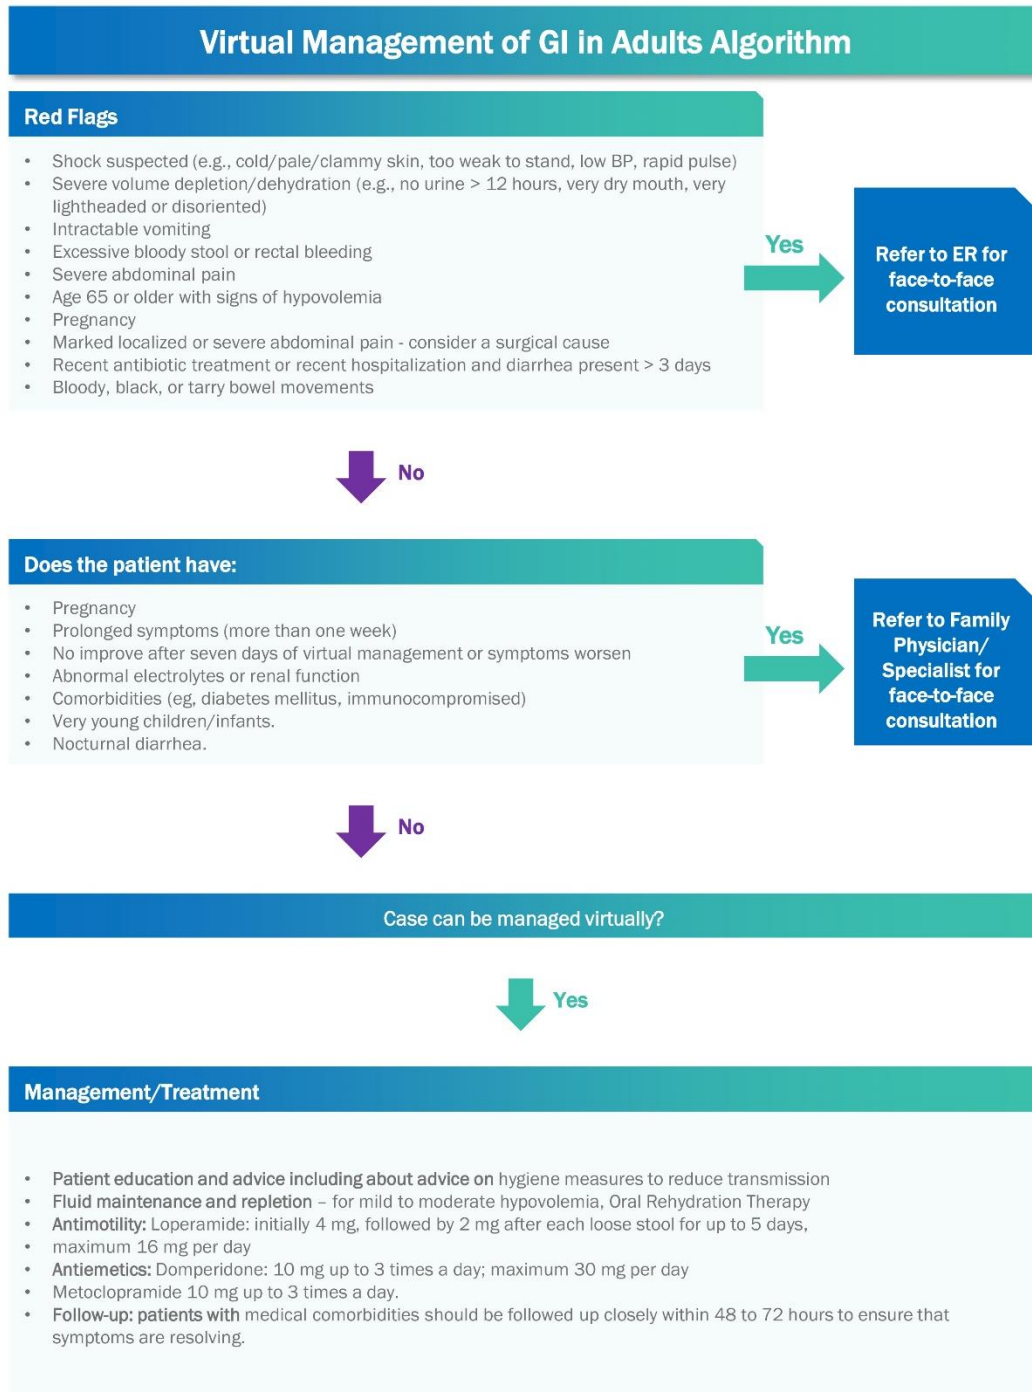 Virtual Management of GI in Adults Algorithm
Red Flags
• Shock suspected (e.g., cold/pale/clammy skin, too weak to stand, low BP, rapid pulse)
• Severe volume depletion/dehydration (e.g., no urine > 12 hours, very dry mouth, very
lightheaded or disoriented)
• Intractable vomiting
• Excessive bloody stool or rectal bleeding
• Severe abdominal pain
• Age 65 or older with signs of hypovolemia
• Pregnancy
• Marked localized or severe abdominal pain - consider a surgical cause
• Recent antibiotic treatment or recent hospitalization and diarrhea present > 3 days
• Bloody, black, or tarry bowel movements
Yes
Refer to ER for
face-to-face
consultation
No
Does the patient have:
• Pregnancy
• Prolonged symptoms (more than one week)
• No improve after seven days of virtual management or symptoms worsen
• Abnormal electrolytes or renal function
• Comorbidities (eg, diabetes mellitus, immunocompromised)
• Very young children/infants.
• Nocturnal diarrhea.
Yes
Refer to Family
Physician/
Specialist for
face-to-face
consultation
No
Case can be managed virtually?
Yes
Management/Treatment
• Patient education and advice including about advice on hygiene measures to reduce transmission
• Fluid maintenance and repletion – for mild to moderate hypovolemia, Oral Rehydration Therapy
• Antimotility: Loperamide: initially 4 mg, followed by 2 mg after each loose stool for up to 5 days,
• maximum 16 mg per day
• Antiemetics: Domperidone: 10 mg up to 3 times a day; maximum 30 mg per day
• Metoclopramide 10 mg up to 3 times a day.
• Follow-up: patients with medical comorbidities should be followed up closely within 48 to 72 hours to ensure that
symptoms are resolving.